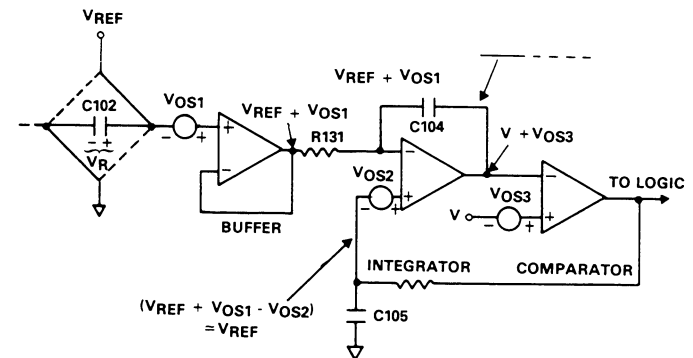 VREF
C102
VOS1
VREF + VOS1
VREF + VOS1
C104
- +
VR
+
-
- +
R131
-
+
VOS2
- +
V + VOS3
TO LOGIC
VOS3
V
- +
-
+
BUFFER
INTEGRATOR
COMPARATOR
(VREF + VOS1 - VOS2)
= VREF
C105